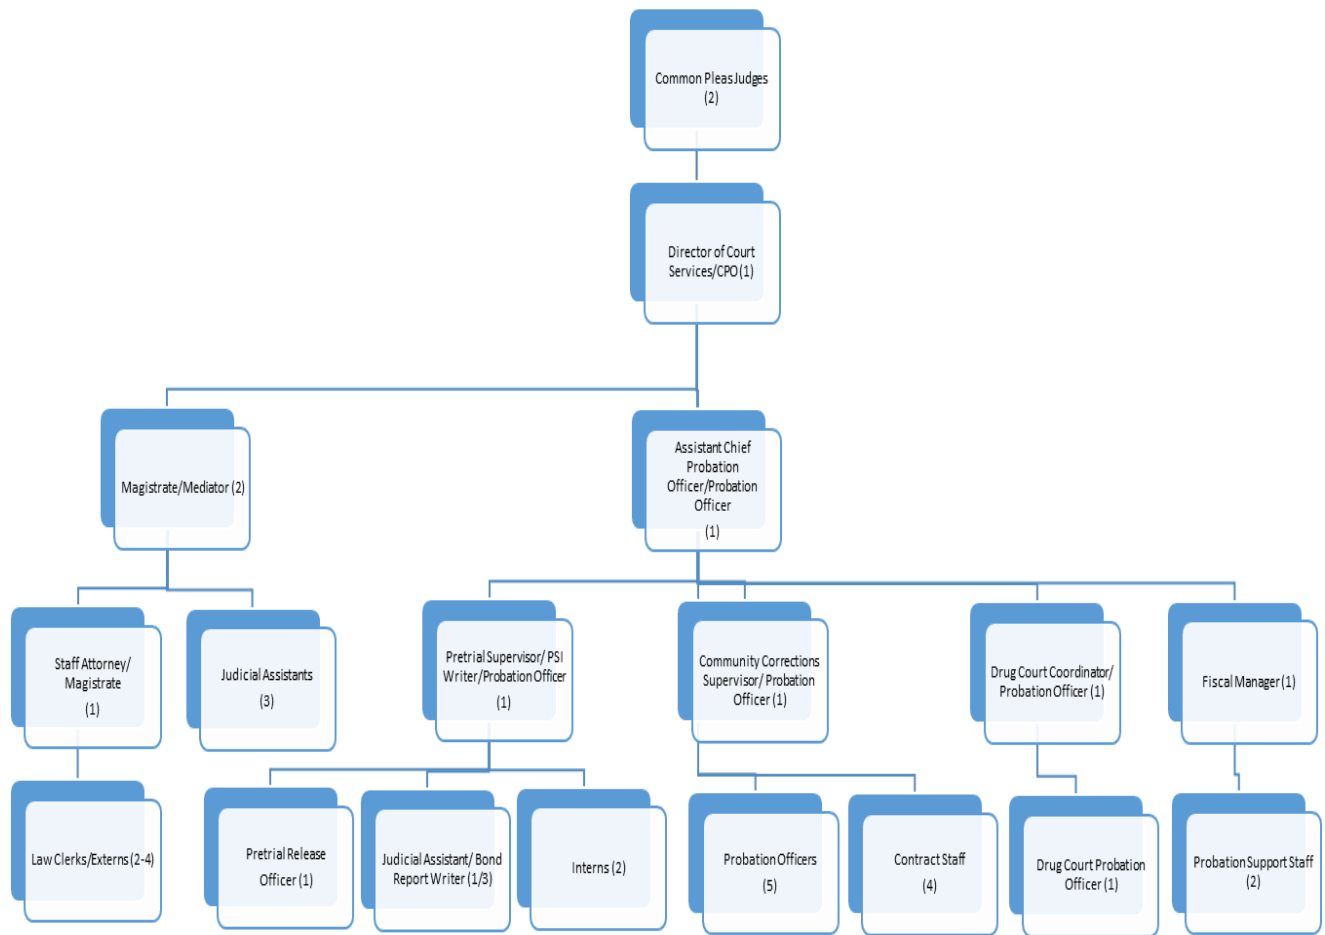 Common Pleas Judges
(2)
Director of Court
Services/CPO (1)
Magistrate/Mediator (2)
Assistant Chief
Probation
Officer/Probation
Officer
(1)
Staff Attorney/
Magistrate
(1)
Judicial Assistants
(3)
Pretrial Supervisor/ PSI
Writer/Probation Officer
(1)
Community Corrections
Supervisor/ Probation
Officer (1)
Drug Court Coordinator/
Probation Officer (1)
Fiscal Manager (1)
Law Clerks/Externs (2-4)
Pretrial Release
Officer (1)
Judicial Assistant/ Bond
Report Writer (1/3)
Interns (2)
Probation Officers
(5)
Contract Staff
(4)
Drug Court Probation
Officer (1)
Probation Support Staff
(2)